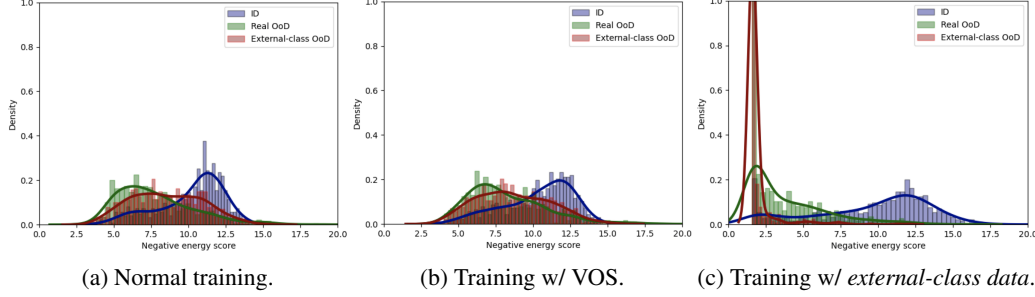 ID
Real OoD
External-class OoD
1.0
0.8
0.6
0.4
0.2
0.0
Density
0.0 2.5 5.0 7.5 10.0 12.5 15.0 17.5 20.0
Negative energy score
(a) Normal training.
ID
Real OoD
External-class OoD
1.0
0.8
0.6
0.4
0.2
0.0
Density
0.0 2.5 5.0 7.5 10.0 12.5 15.0 17.5 20.0
Negative energy score
(b) Training w/ VOS.
ID
Real OoD
External-class OoD
1.0
0.8
0.6
0.4
0.2
0.0
Density
0.0 2.5 5.0 7.5 10.0 12.5 15.0 17.5 20.0
Negative energy score
(c) Training w/ external-class data.